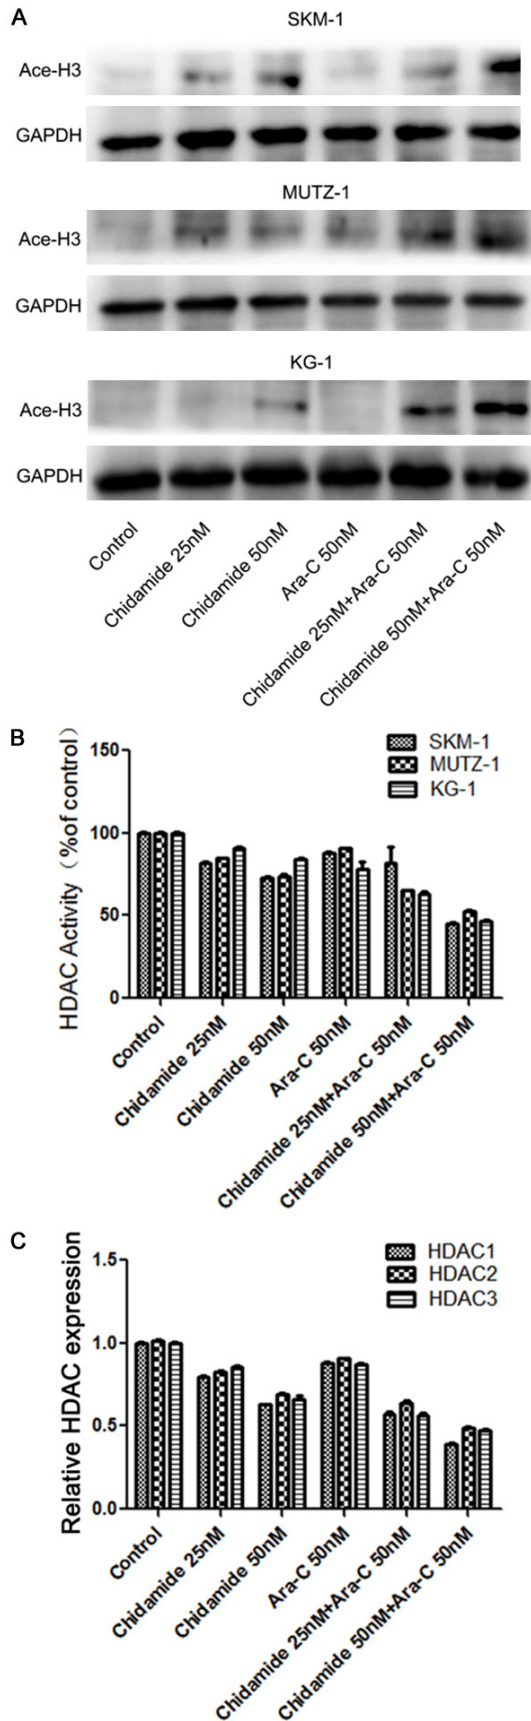 A
SKM-1
Ace-H3
GAPDH
MUTZ-1
Ace-H3
GAPDH
KG-1
Ace-H3
GAPDH
Control
Chidamide 25nM
Chidamide 50nM
Ara-C 50nM
Chidamide 25nM+Ara-C 50nM
Chidamide 50nM+Ara-C 50nM
B
HDAC Activity（%of control）
150
100
50
0
SKM-1
MUTZ-1
KG-1
Control
Chidamide 25nM
Chidamide 50nM
Ara-C 50nM
Chidamide 25nM+Ara-C 50nM
Chidamide 50nM+Ara-C 50nM
C
Relative HDAC expression
1.5
1.0
0.5
0.0
HDAC1
HDAC2
HDAC3
Control
Chidamide 25nM
Chidamide 50nM
Ara-C 50nM
Chidamide 25nM+Ara-C 50nM
Chidamide 50nM+Ara-C 50nM